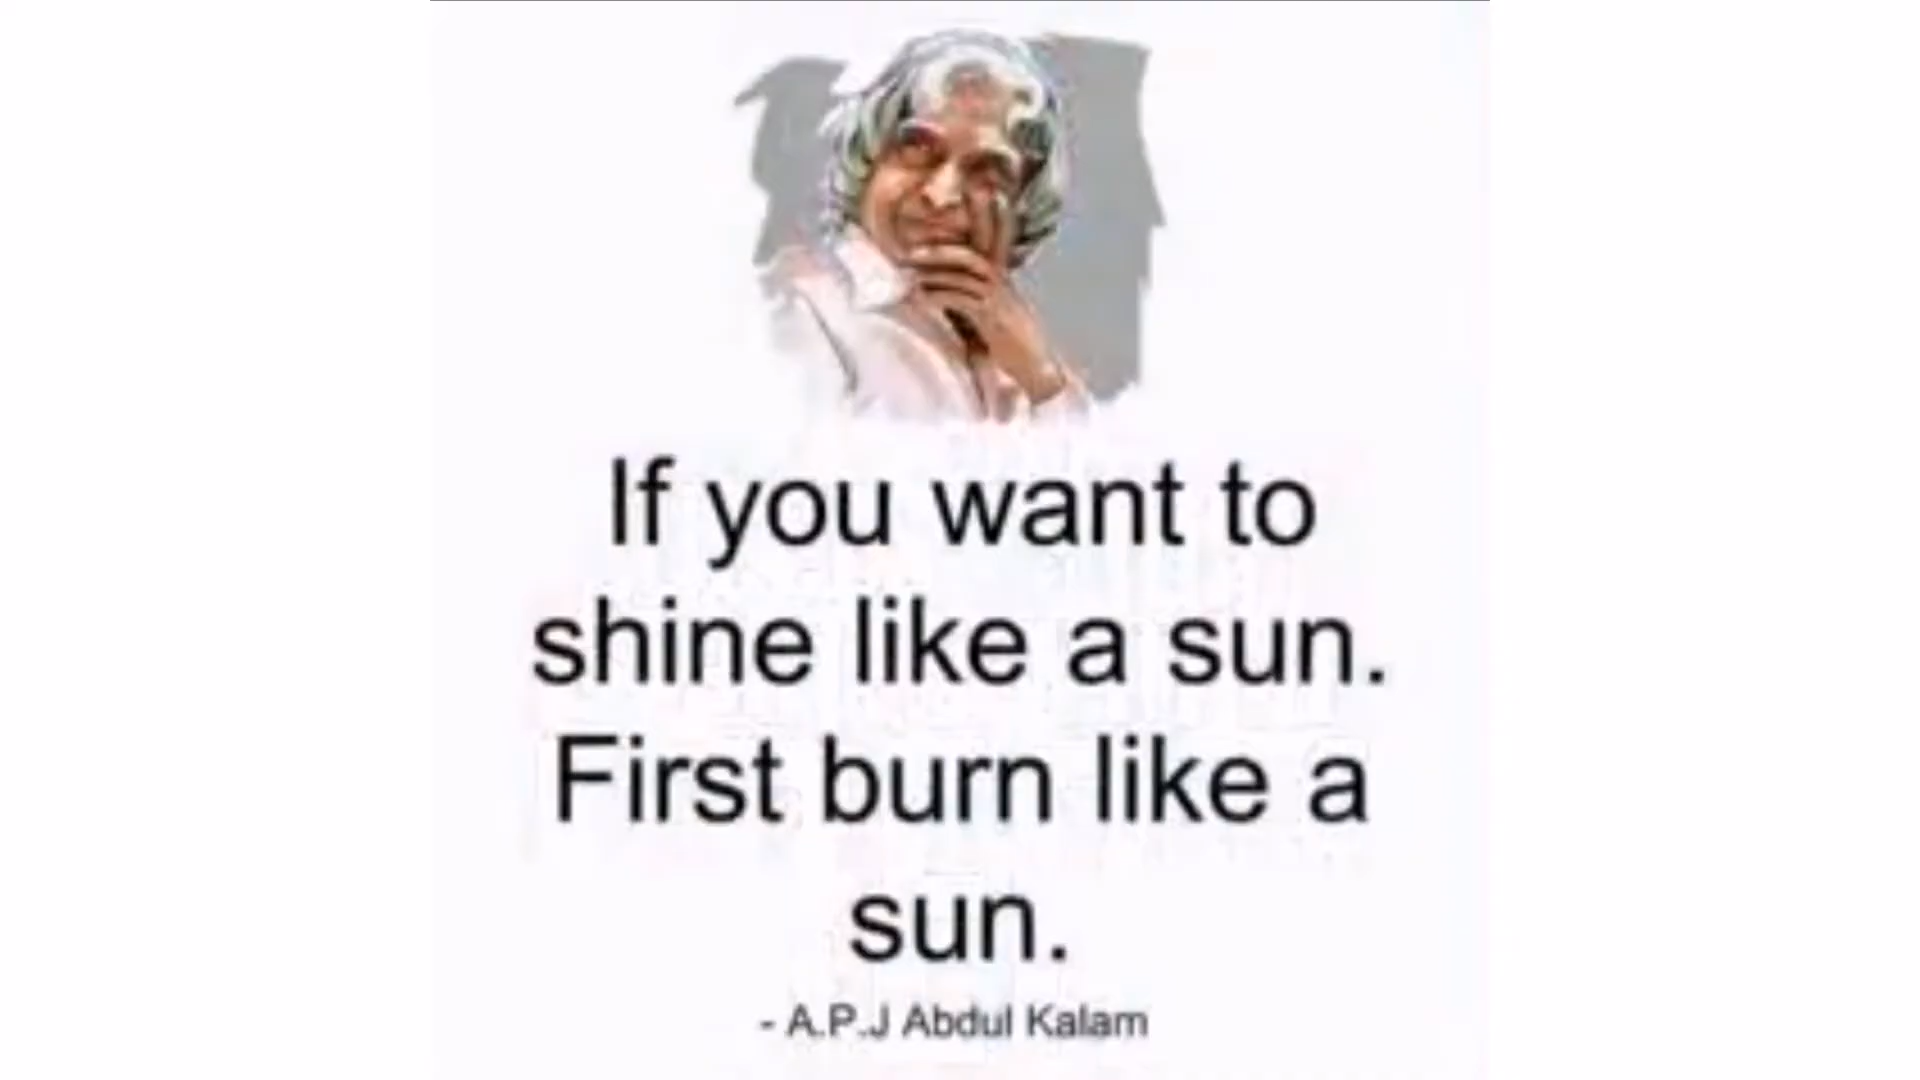 If you want to
shine like a sun.
First burn like a
sun.
- A.P.J Abdul Kalam